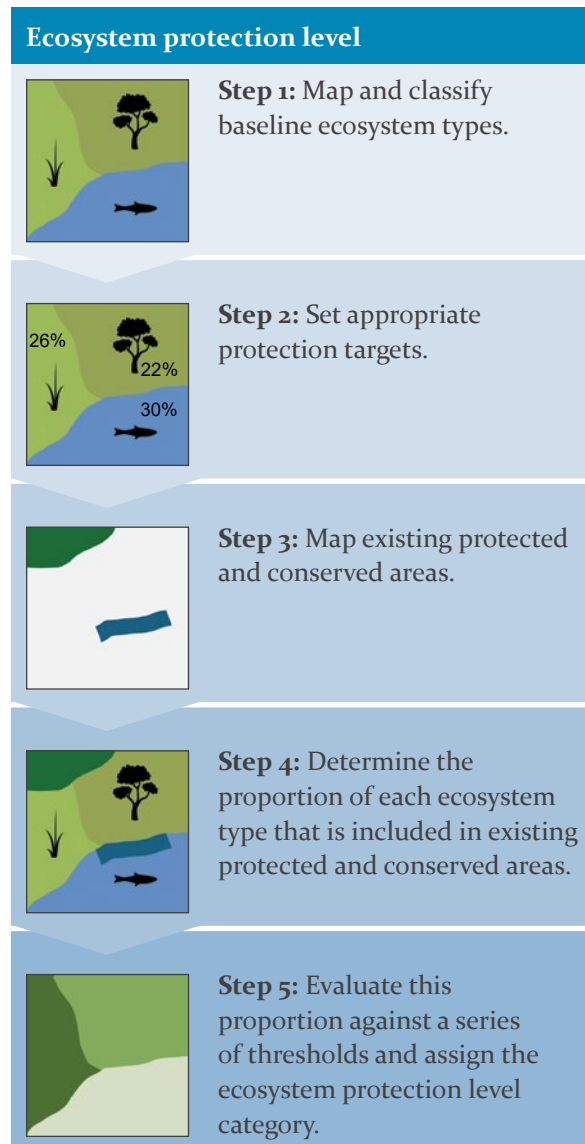 Ecosystem protection level
Step 1: Map and classify
baseline ecosystem types.
Step 2: Set appropriate
protection targets.
26%
22%
30%
Step 3: Map existing protected
and conserved areas.
Step 4: Determine the
proportion of each ecosystem
type that is included in existing
protected and conserved areas.
Step 5: Evaluate this
proportion against a series
of thresholds and assign the
ecosystem protection level
category.